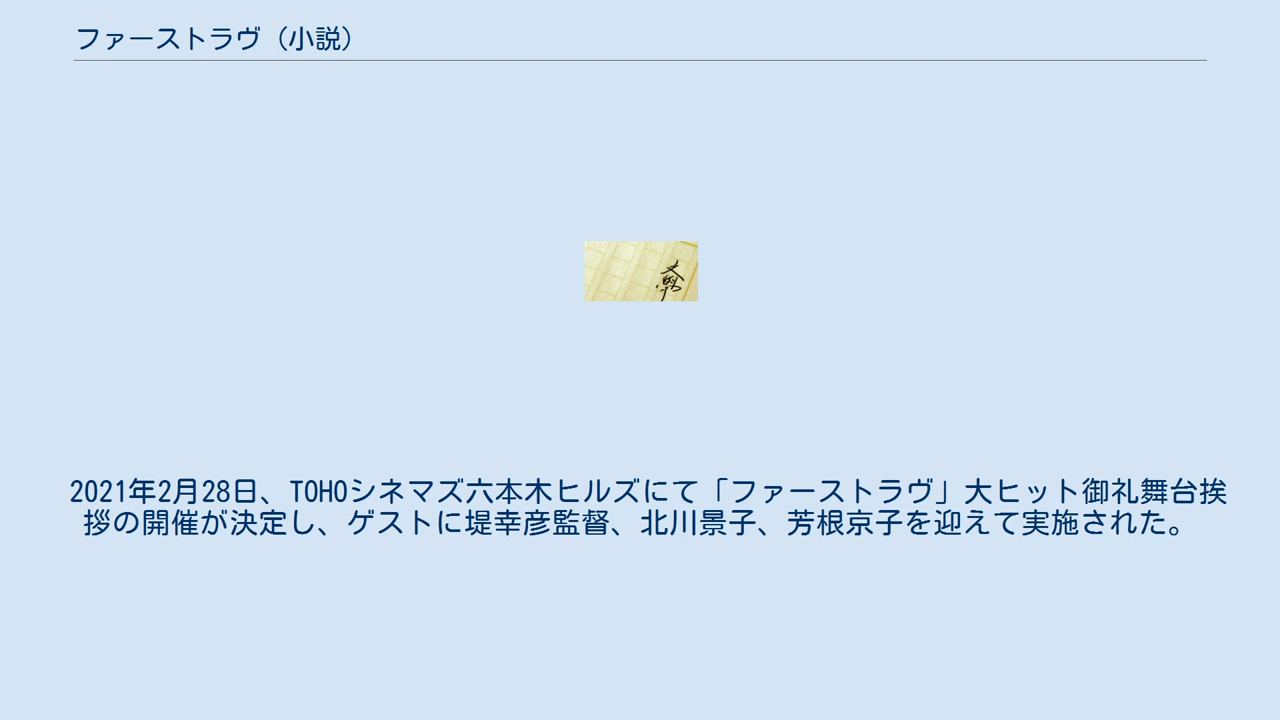 ファーストラヴ（小説）
2021年2月28日、TOHOシネマズ六本木ヒルズにて「ファーストラヴ」大ヒット御礼舞台挨
拶の開催が決定し、ゲストに堤幸彦監督、北川景子、芳根京子を迎えて実施された。